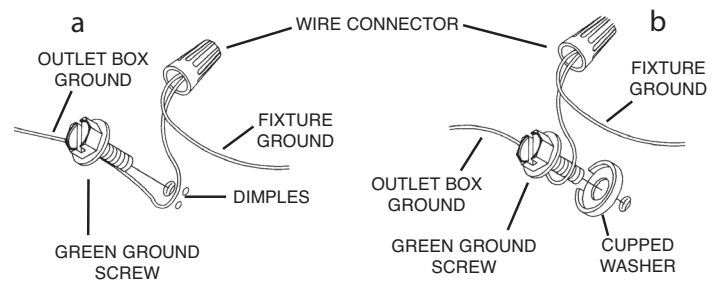 a
WIRE CONNECTOR
b
OUTLET BOX
GROUND
FIXTURE
GROUND
DIMPLES
GREEN GROUND
SCREW
FIXTURE
GROUND
OUTLET BOX
GROUND
GREEN GROUND
SCREW
CUPPED
WASHER